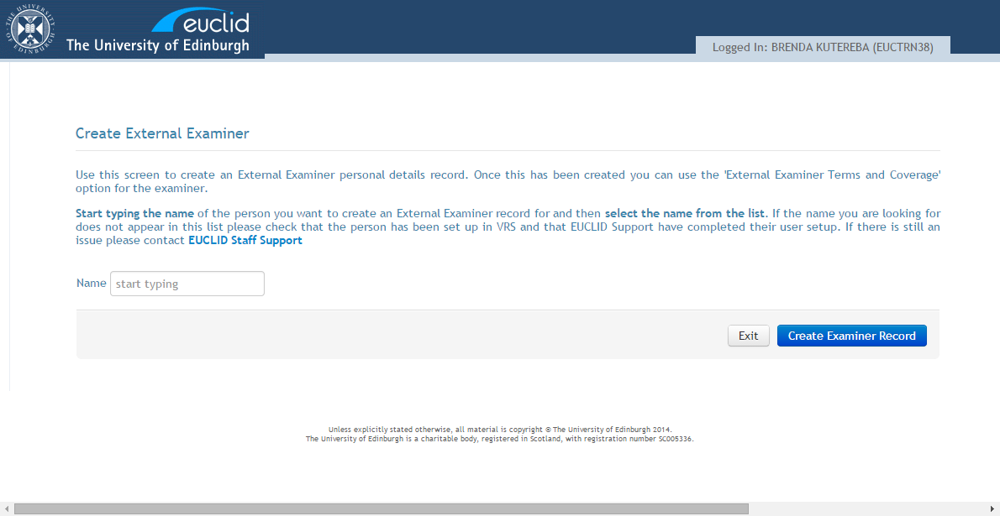 THE UNIVERSITY OF EDINBURGH
euclid
The University of Edinburgh
Logged In: BRENDA KUTEREBA (EUCTRN38)
Create External Examiner
Use this screen to create an External Examiner personal details record. Once this has been created you can use the 'External Examiner Terms and Coverage'
option for the examiner.
Start typing the name of the person you want to create an External Examiner record for and then select the name from the list. If the name you are looking for
does not appear in this list please check that the person has been set up in VRS and that EUCLID Support have completed their user setup. If there is still an
issue please contact EUCLID Staff Support
Name start typing
Exit Create Examiner Record
Unless explicitly stated otherwise, all material is copyright © The University of Edinburgh 2014.
The University of Edinburgh is a charitable body, registered in Scotland, with registration number SC005336.